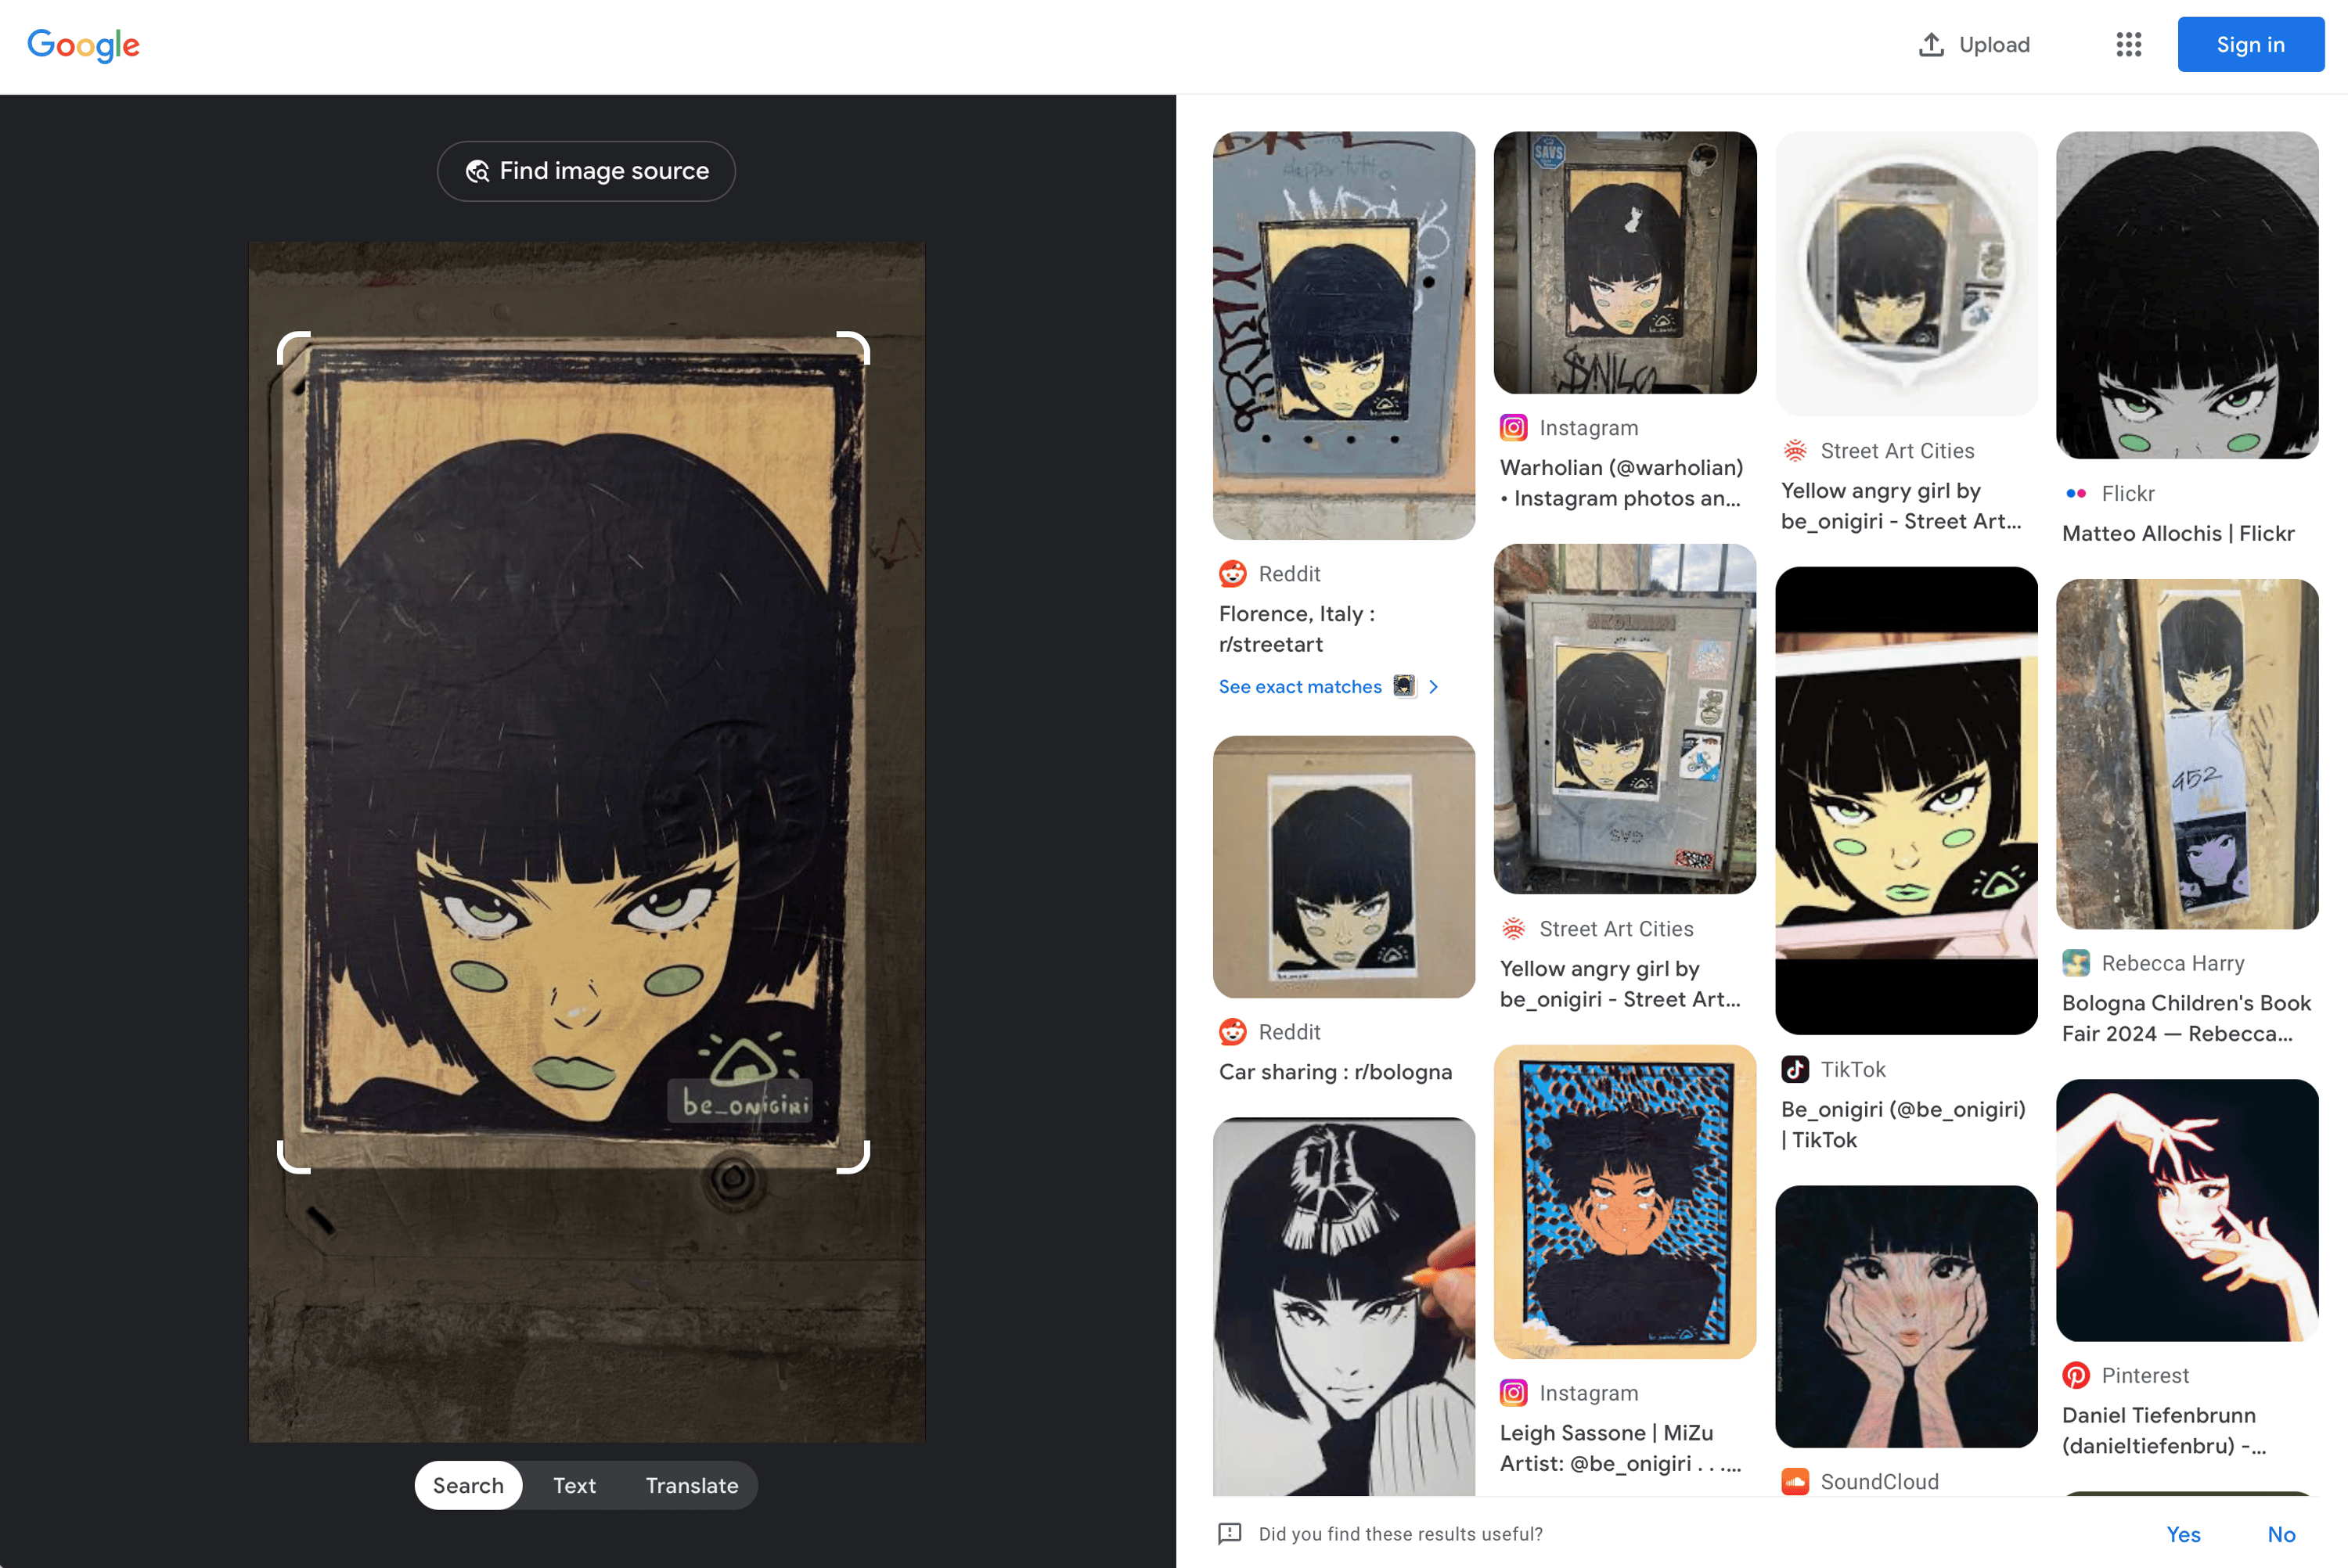 Google
Upload
Sign in
Find image source
be_onigiri
Search
Text
Translate
Reddit
Florence, Italy :
r/streetart
See exact matches
Reddit
Car sharing : r/bologna
SAVS
Instagram
Warholian (@warholian)
• Instagram photos an...
Street Art Cities
Yellow angry girl by
be_onigiri - Street Art...
Instagram
Leigh Sassone | MiZu
Artist: @be_onigiri . . ....
Street Art Cities
Yellow angry girl by
be_onigiri - Street Art...
TikTok
Be_onigiri (@be_onigiri)
| TikTok
SoundCloud
Flickr
Matteo Allochis | Flickr
452
Rebecca Harry
Bologna Children's Book
Fair 2024 — Rebecca...
Pinterest
Daniel Tiefenbrunn
(danieltiefenbru) -...
Did you find these results useful?
Yes
No